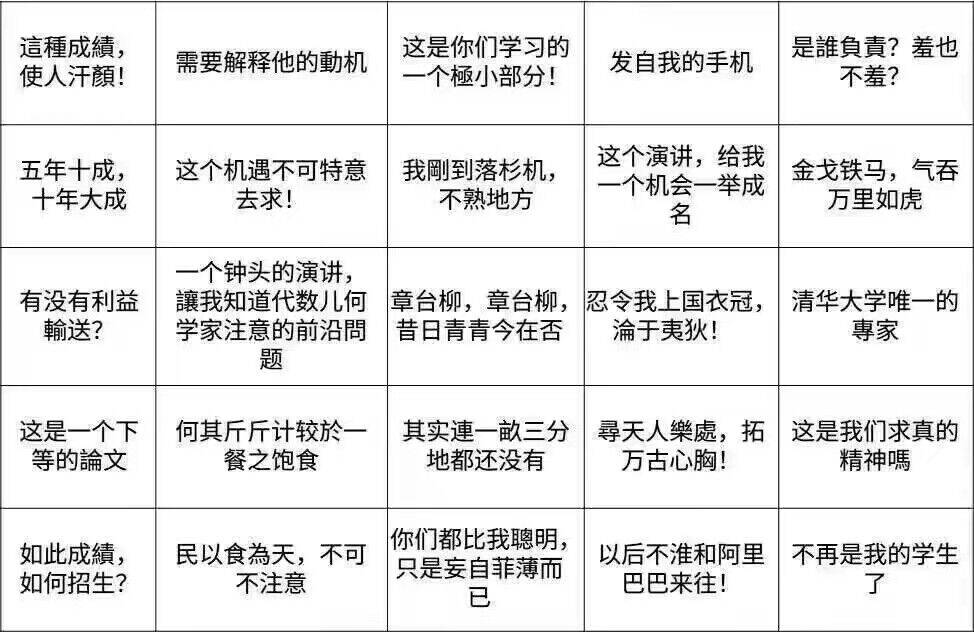 這種成績，
使人汗顏！
需要解释他的動机
这是你们学习的
一个極小部分！
发自我的手机
是誰負責？羞也
不羞？
五年十成，
十年大成
这个机遇不可特意
去求！
我剛到落杉机，
不熟地方
这个演讲，给我
一个机会一举成
名
金戈铁马，气吞
万里如虎
有没有利益
輸送？
一个钟头的演讲，
讓我知道代数儿何
学家注意的前沿問
题
章台柳，章台柳，
昔日青青今在否
忍令我上国衣冠，
淪于夷狄！
清华大学唯一的
專家
这是一个下
等的論文
何其斤斤计较於一
餐之饱食
其实連一畝三分
地都还没有
尋天人樂處，拓
万古心胸！
这是我们求真的
精神嗎
如此成績，
如何招生？
民以食為天，不可
不注意
你们都比我聰明，
只是妄自菲薄而
已
以后不淮和阿里
巴巴来往！
不再是我的学生
了